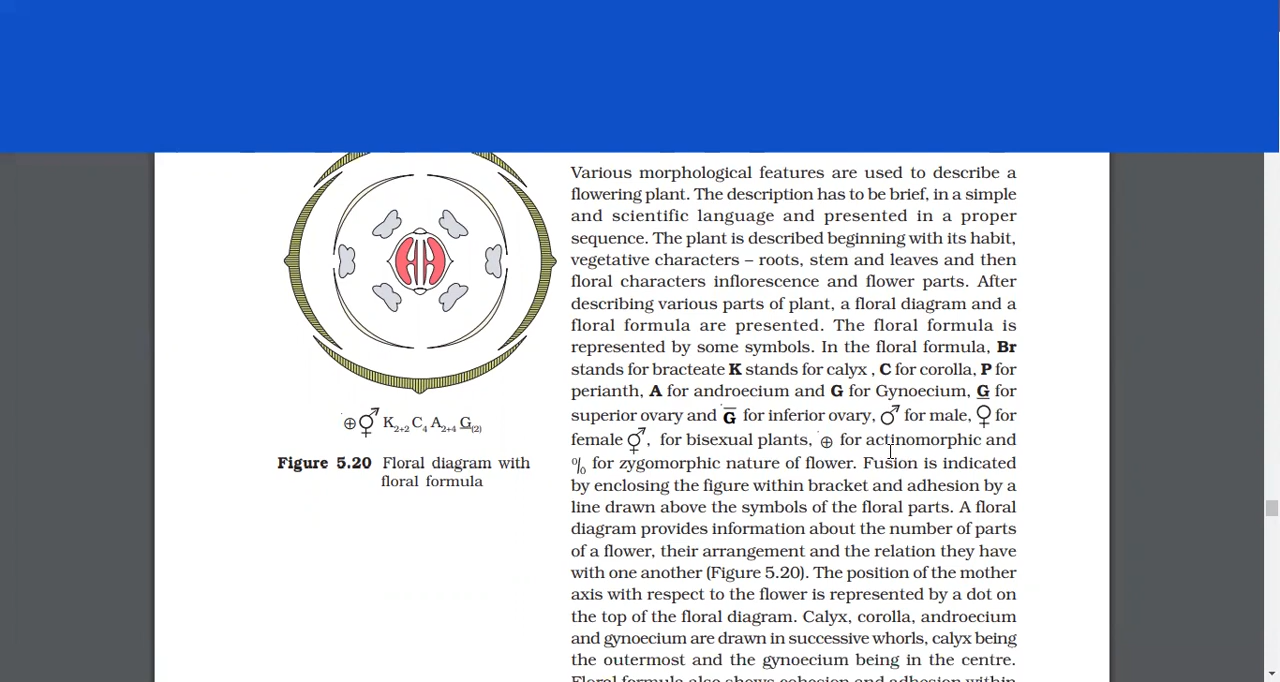 Various morphological features are used to describe a
flowering plant. The description has to be brief, in a simple
and scientific language and presented in a proper
sequence. The plant is described beginning with its habit,
vegetative characters – roots, stem and leaves and then
floral characters inflorescence and flower parts. After
describing various parts of plant, a floral diagram and a
floral formula are presented. The floral formula is
represented by some symbols. In the floral formula, Br
stands for bracteate K stands for calyx , C for corolla, P for
perianth, A for androecium and G for Gynoecium, G̲ for
superior ovary and G̅ for inferior ovary, ♂ for male, ♀ for
female ⚥, for bisexual plants, ⊕ for actinomorphic and
% for zygomorphic nature of flower. Fusion is indicated
by enclosing the figure within bracket and adhesion by a
line drawn above the symbols of the floral parts. A floral
diagram provides information about the number of parts
of a flower, their arrangement and the relation they have
with one another (Figure 5.20). The position of the mother
axis with respect to the flower is represented by a dot on
the top of the floral diagram. Calyx, corolla, androecium
and gynoecium are drawn in successive whorls, calyx being
the outermost and the gynoecium being in the centre.
Floral formula also shows cohesion and adhesion within
⊕ ⚥ K₂₊₂ C₄ A₂₊₄ G̲₍₂₎
Figure 5.20 Floral diagram with
floral formula